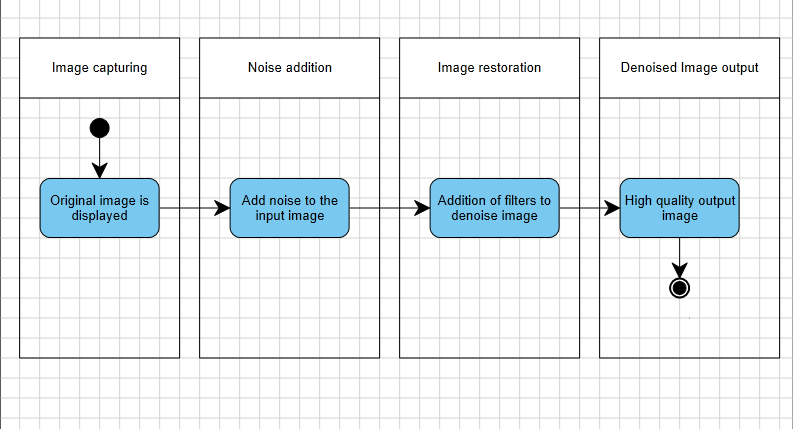 Image capturing
Noise addition
Image restoration
Denoised Image output
Original image is
displayed
Add noise to the
input image
Addition of filters to
denoise image
High quality output
image